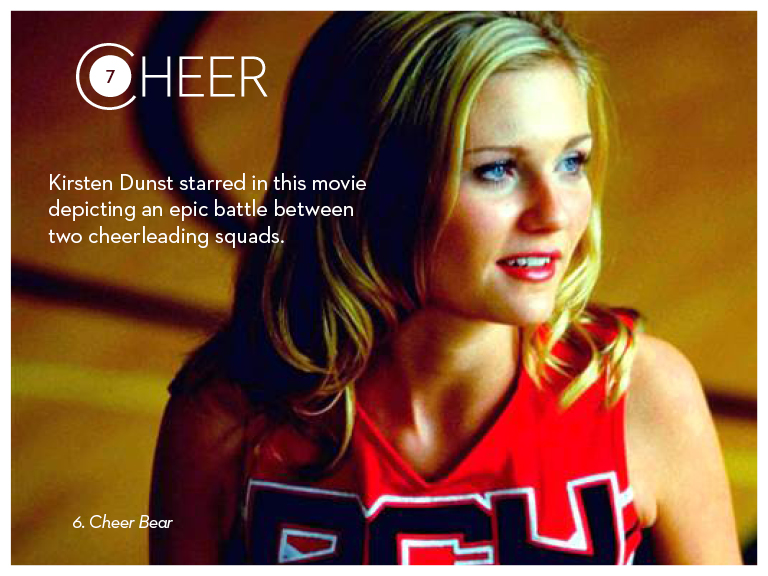 7
CHEER
Kirsten Dunst starred in this movie
depicting an epic battle between
two cheerleading squads.
RCH
6. Cheer Bear